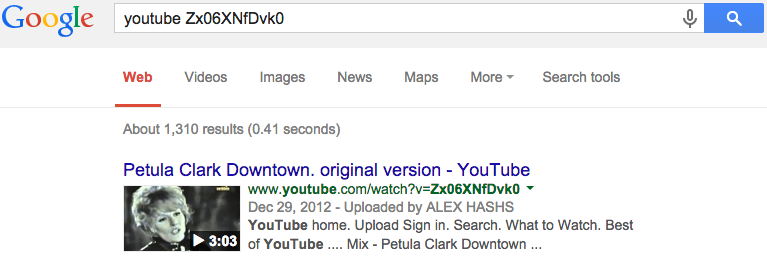 Google youtube Zx06XNfDvk0
Web Videos Images News Maps More Search tools
About 1,310 results (0.41 seconds)
Petula Clark Downtown. original version - YouTube
www.youtube.com/watch?v=Zx06XNfDvk0
Dec 29, 2012 - Uploaded by ALEX HASHS
YouTube home. Upload Sign in. Search. What to Watch. Best
of YouTube .... Mix - Petula Clark Downtown ...
3:03